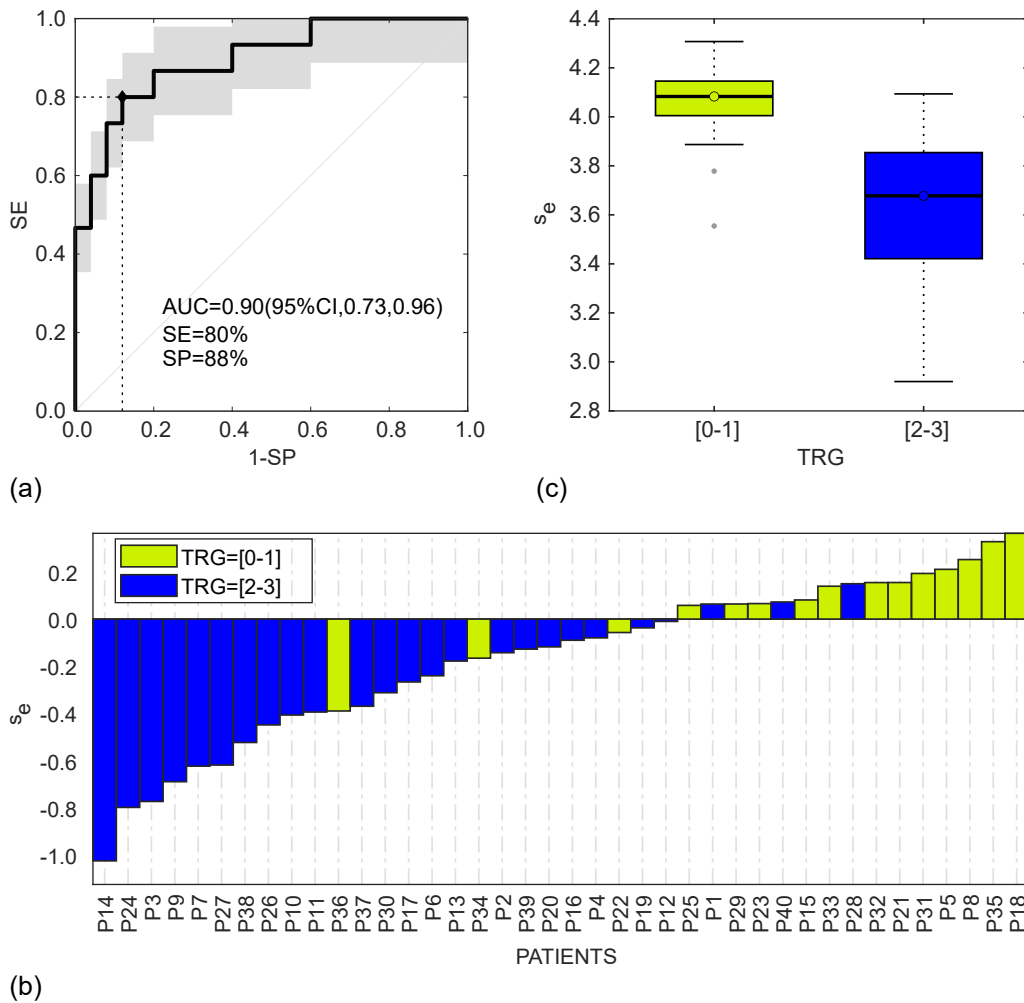 1.0
0.8
0.6
0.4
0.2
0.0
SE
0.0 0.2 0.4 0.6 0.8 1.0
1-SP
AUC=0.90(95%CI,0.73,0.96)
SE=80%
SP=88%
(a)
4.4
4.2
4.0
3.8
3.6
3.4
3.2
3.0
2.8
se
[0-1] [2-3]
TRG
(c)
TRG=[0-1]
TRG=[2-3]
0.2
0.0
-0.2
-0.4
-0.6
-0.8
-1.0
se
P14 P24 P3 P9 P7 P27 P38 P26 P10 P11 P36 P37 P30 P17 P6 P13 P34 P2 P39 P20 P16 P4 P22 P19 P12 P25 P1 P29 P23 P40 P15 P33 P28 P32 P21 P31 P5 P8 P35 P18
PATIENTS
(b)